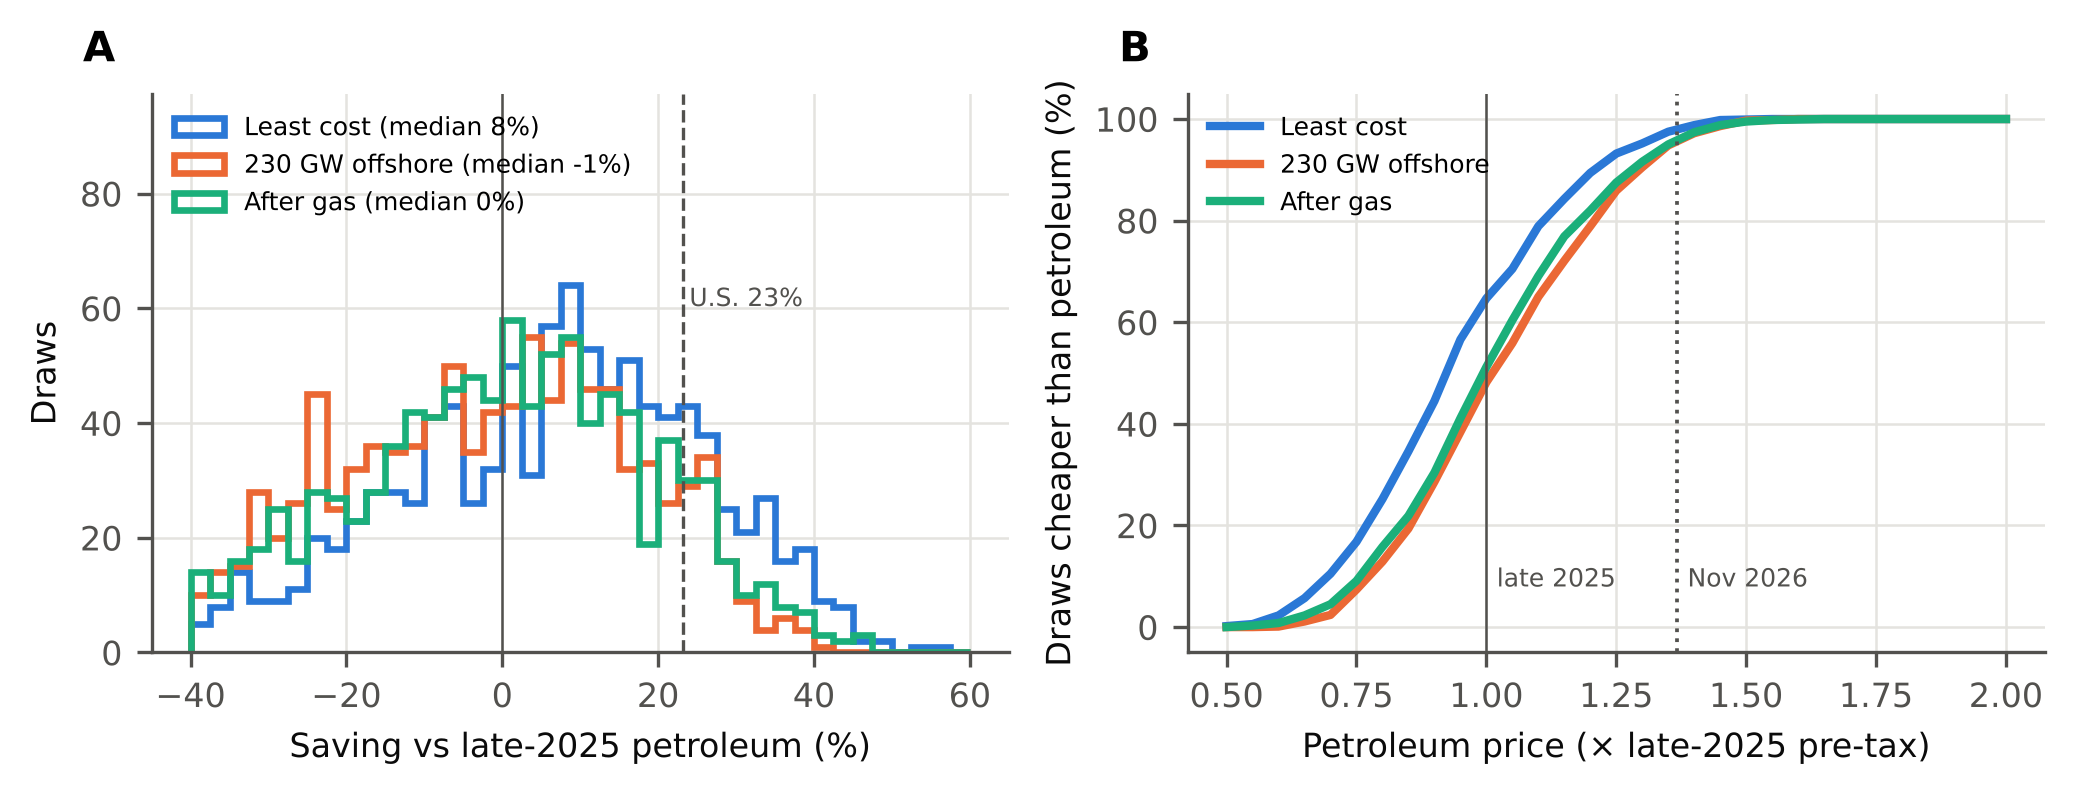 A
Draws
80
60
40
20
0
Least cost (median 8%)
230 GW offshore (median -1%)
After gas (median 0%)
U.S. 23%
−40
−20
0
20
40
60
Saving vs late-2025 petroleum (%)
B
Draws cheaper than petroleum (%)
100
80
60
40
20
0
Least cost
230 GW offshore
After gas
late 2025
Nov 2026
0.50
0.75
1.00
1.25
1.50
1.75
2.00
Petroleum price (× late-2025 pre-tax)